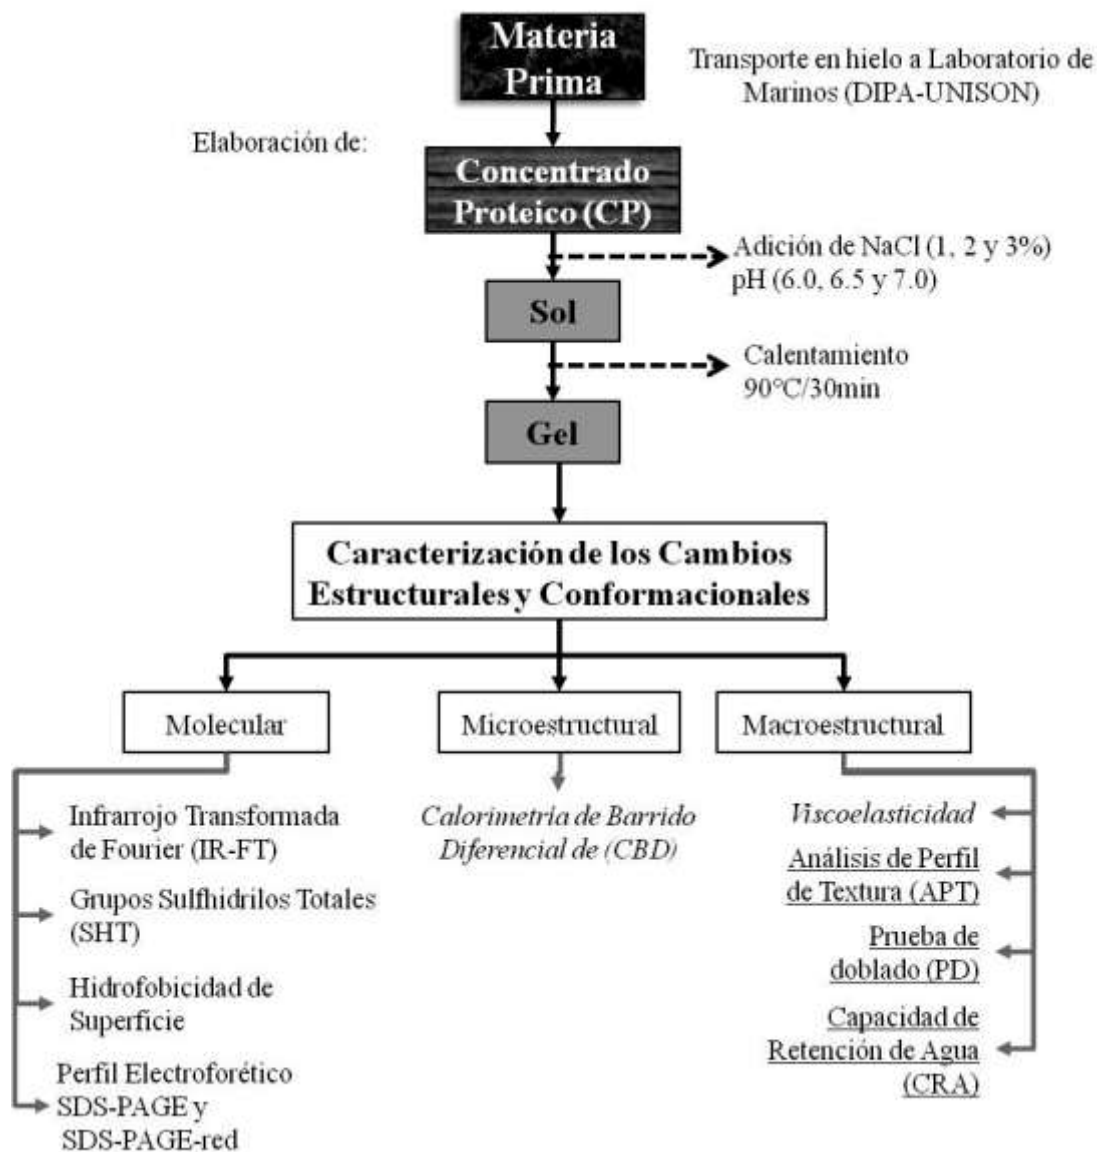 Materia
Prima
Transporte en hielo a Laboratorio de
Marinos (DIPA-UNISON)
Elaboración de:
Concentrado
Proteico (CP)
Adición de NaCl (1, 2 y 3%)
pH (6.0, 6.5 y 7.0)
Sol
Calentamiento
90°C/30min
Gel
Caracterización de los Cambios
Estructurales y Conformacionales
Molecular
Microestructural
Macroestructural
Infrarrojo Transformada
de Fourier (IR-FT)
Grupos Sulfhidrilos Totales
(SHT)
Hidrofobicidad de
Superficie
Perfil Electroforético
SDS-PAGE y
SDS-PAGE-red
Calorimetría de Barrido
Diferencial de (CBD)
Viscoelasticidad
Análisis de Perfil
de Textura (APT)
Prueba de
doblado (PD)
Capacidad de
Retención de Agua
(CRA)